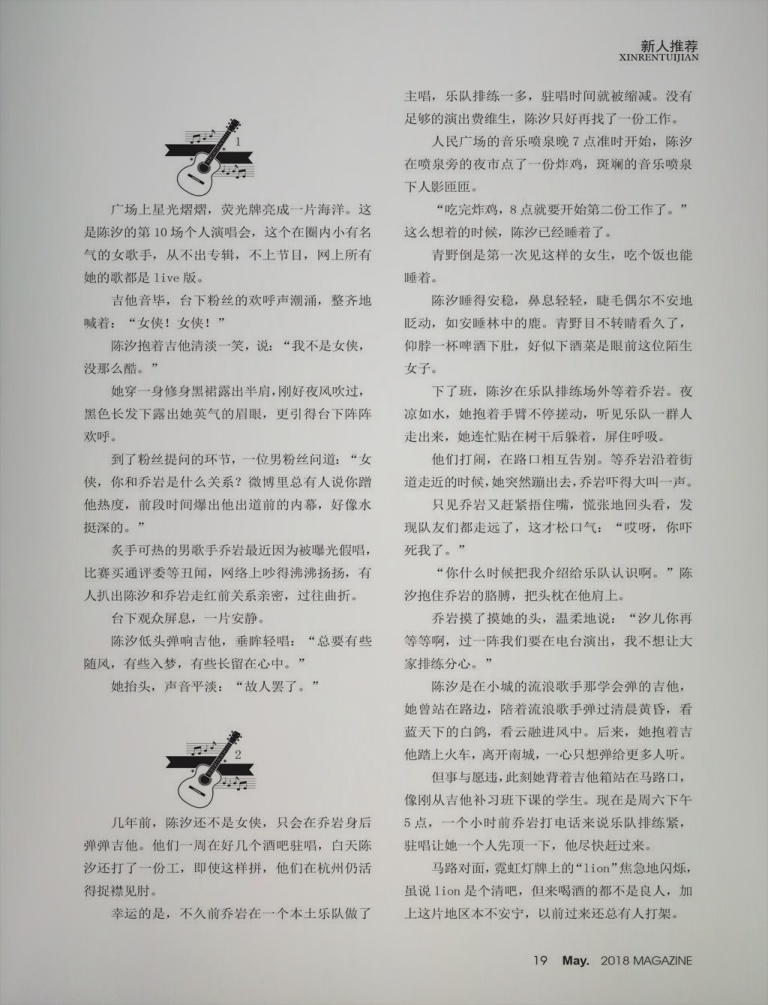 新人推荐
XINRENTUIJIAN
1
广场上星光熠熠，荧光牌亮成一片海洋。这
是陈汐的第 10 场个人演唱会，这个在圈内小有名
气的女歌手，从不出专辑，不上节目，网上所有
她的歌都是 live 版。
吉他音毕，台下粉丝的欢呼声潮涌，整齐地
喊着：“女侠！女侠！”
陈汐抱着吉他清淡一笑，说：“我不是女侠，
没那么酷。”
她穿一身修身黑裙露出半肩，刚好夜风吹过，
黑色长发下露出她英气的眉眼，更引得台下阵阵
欢呼。
到了粉丝提问的环节，一位男粉丝问道：“女
侠，你和乔岩是什么关系？微博里总有人说你蹭
他热度，前段时间爆出他出道前的内幕，好像水
挺深的。”
炙手可热的男歌手乔岩最近因为被曝光假唱，
比赛买通评委等丑闻，网络上吵得沸沸扬扬，有
人扒出陈汐和乔岩走红前关系亲密，过往曲折。
台下观众屏息，一片安静。
陈汐低头弹响吉他，垂眸轻唱：“总要有些
随风，有些入梦，有些长留在心中。”
她抬头，声音平淡：“故人罢了。”
2
几年前，陈汐还不是女侠，只会在乔岩身后
弹弹吉他。他们一周在好几个酒吧驻唱，白天陈
汐还打了一份工，即使这样拼，他们在杭州仍活
得捉襟见肘。
幸运的是，不久前乔岩在一个本土乐队做了
主唱，乐队排练一多，驻唱时间就被缩减。没有
足够的演出费维生，陈汐只好再找了一份工作。
人民广场的音乐喷泉晚 7 点准时开始，陈汐
在喷泉旁的夜市点了一份炸鸡，斑斓的音乐喷泉
下人影匝匝。
“吃完炸鸡，8 点就要开始第二份工作了。”
这么想着的时候，陈汐已经睡着了。
青野倒是第一次见这样的女生，吃个饭也能
睡着。
陈汐睡得安稳，鼻息轻轻，睫毛偶尔不安地
眨动，如安睡林中的鹿。青野目不转睛看久了，
仰脖一杯啤酒下肚，好似下酒菜是眼前这位陌生
女子。
下了班，陈汐在乐队排练场外等着乔岩。夜
凉如水，她抱着手臂不停搓动，听见乐队一群人
走出来，她连忙贴在树干后躲着，屏住呼吸。
他们打闹，在路口相互告别。等乔岩沿着街
道走近的时候，她突然蹦出去，乔岩吓得大叫一声。
只见乔岩又赶紧捂住嘴，慌张地回头看，发
现队友们都走远了，这才松口气：“哎呀，你吓
死我了。”
“你什么时候把我介绍给乐队认识啊。”陈
汐抱住乔岩的胳膊，把头枕在他肩上。
乔岩摸了摸她的头，温柔地说：“汐儿你再
等等啊，过一阵我们要在电台演出，我不想让大
家排练分心。”
陈汐是在小城的流浪歌手那学会弹的吉他，
她曾站在路边，陪着流浪歌手弹过清晨黄昏，看
蓝天下的白鸽，看云融进风中。后来，她抱着吉
他踏上火车，离开南城，一心只想弹给更多人听。
但事与愿违，此刻她背着吉他箱站在马路口，
像刚从吉他补习班下课的学生。现在是周六下午
5 点，一个小时前乔岩打电话来说乐队排练紧，
驻唱让她一个人先顶一下，他尽快赶过来。
马路对面，霓虹灯牌上的“lion”焦急地闪烁，
虽说 lion 是个清吧，但来喝酒的都不是良人，加
上这片地区本不安宁，以前过来还总有人打架。
19 May. 2018 MAGAZINE